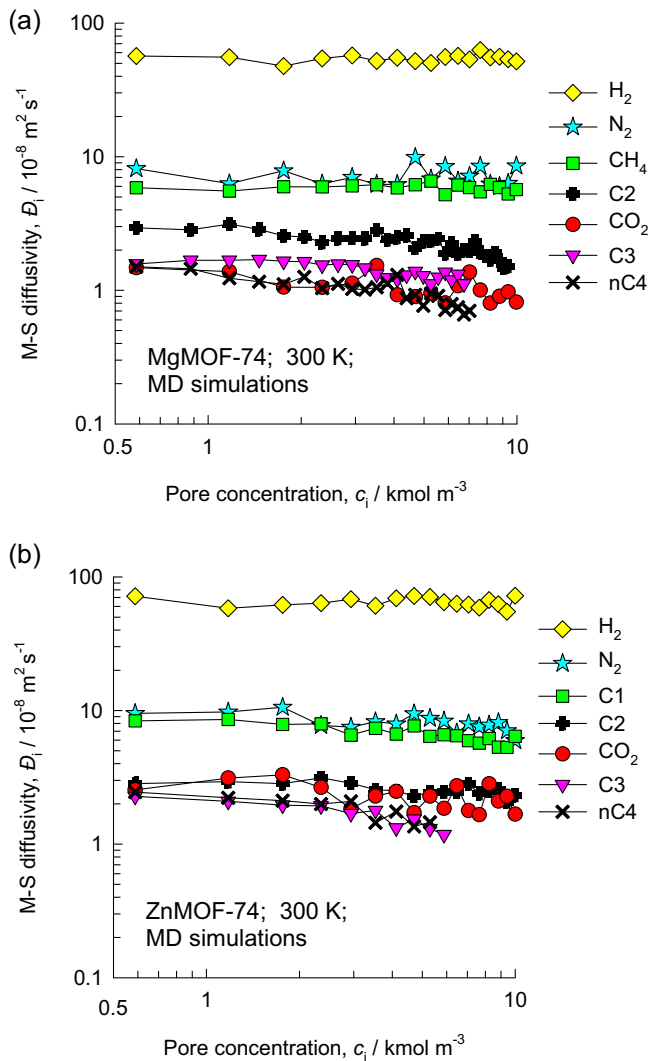 (a)
100
10
1
0.1
M-S diffusivity, Đi / 10-8 m2 s-1
H2
N2
CH4
C2
CO2
C3
nC4
MgMOF-74; 300 K;
MD simulations
0.5
1
10
Pore concentration, ci / kmol m-3
(b)
100
10
1
0.1
M-S diffusivity, Đi / 10-8 m2 s-1
H2
N2
C1
C2
CO2
C3
nC4
ZnMOF-74; 300 K;
MD simulations
0.5
1
10
Pore concentration, ci / kmol m-3